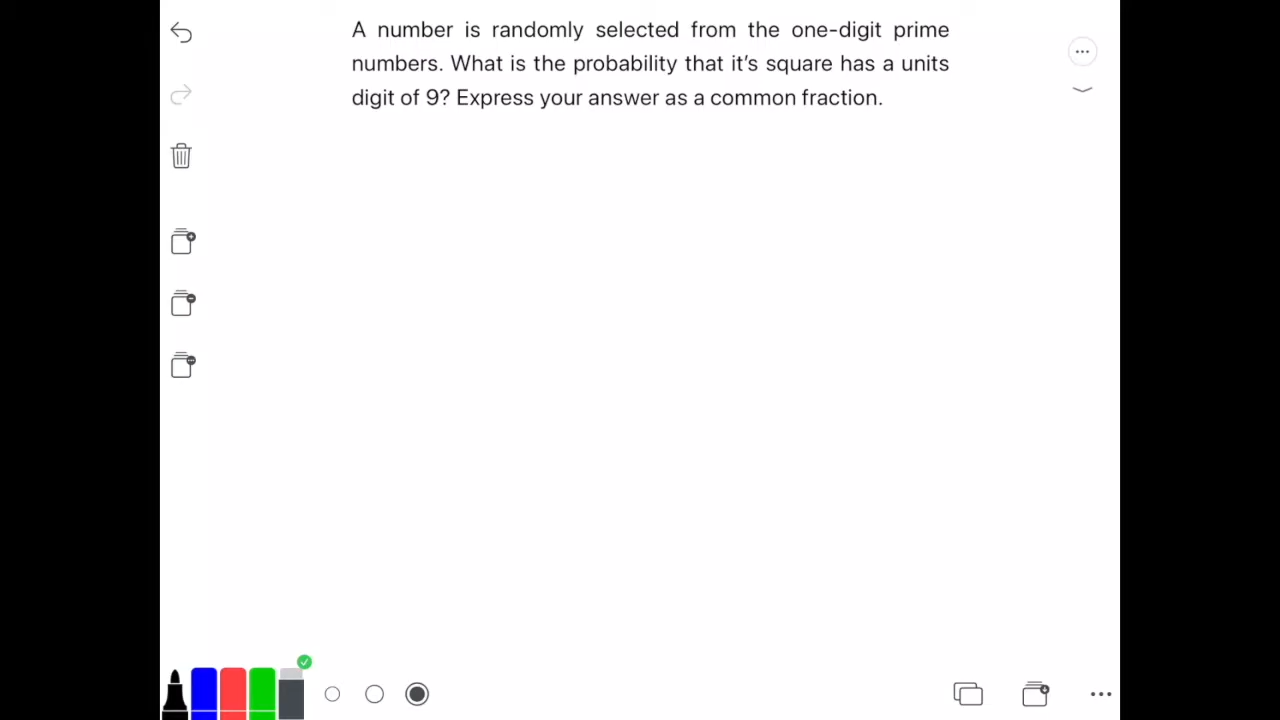 A number is randomly selected from the one-digit prime
numbers. What is the probability that it’s square has a units
digit of 9? Express your answer as a common fraction.